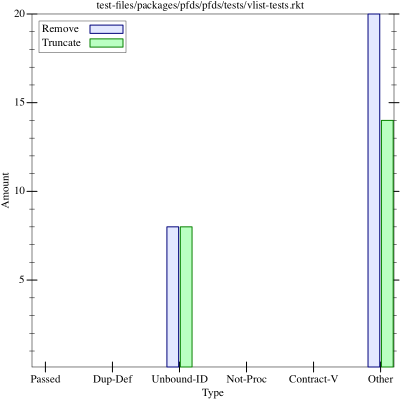 test-files/packages/pfds/pfds/tests/vlist-tests.rkt
Remove
Truncate
20
15
10
5
Amount
Passed Dup-Def Unbound-ID Not-Proc Contract-V Other
Type